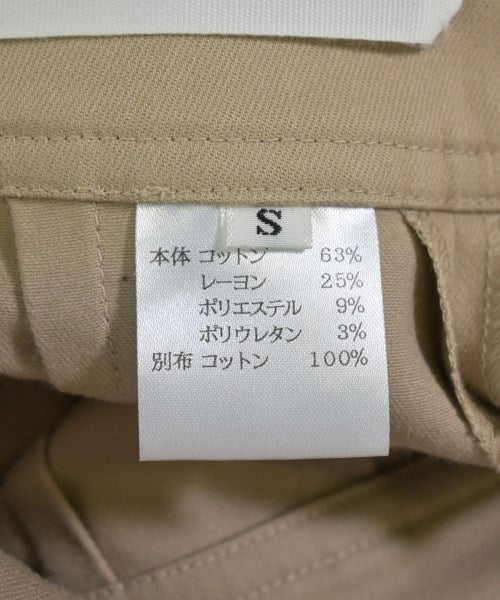 S
本体 コットン 63%
レーヨン 25%
ポリエステル 9%
ポリウレタン 3%
別布 コットン 100%